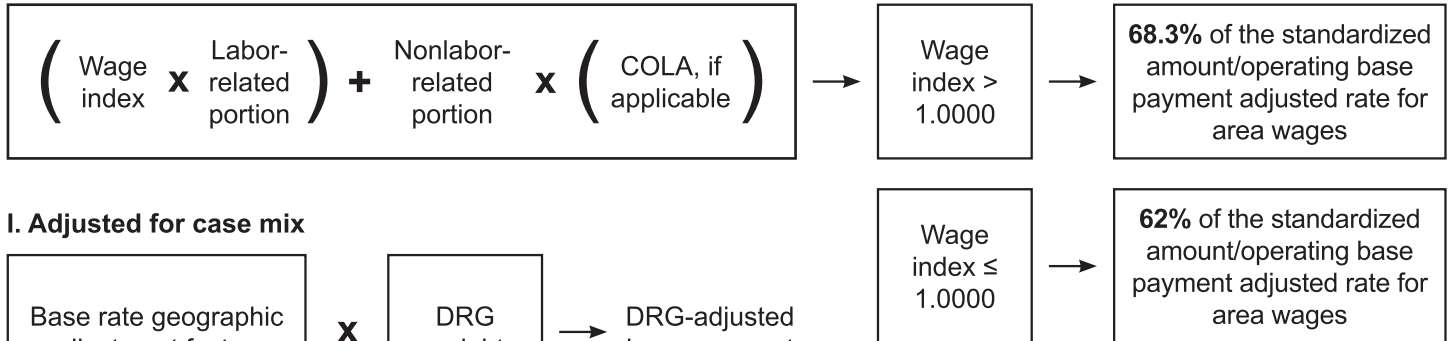 ( Wage index x Labor-related portion ) + Nonlabor-related portion x ( COLA, if applicable )
Wage
index >
1.0000
68.3% of the standardized
amount/operating base
payment adjusted rate for
area wages
Wage
index ≤
1.0000
62% of the standardized
amount/operating base
payment adjusted rate for
area wages
I. Adjusted for case mix
Base rate geographic
x
DRG
DRG-adjusted